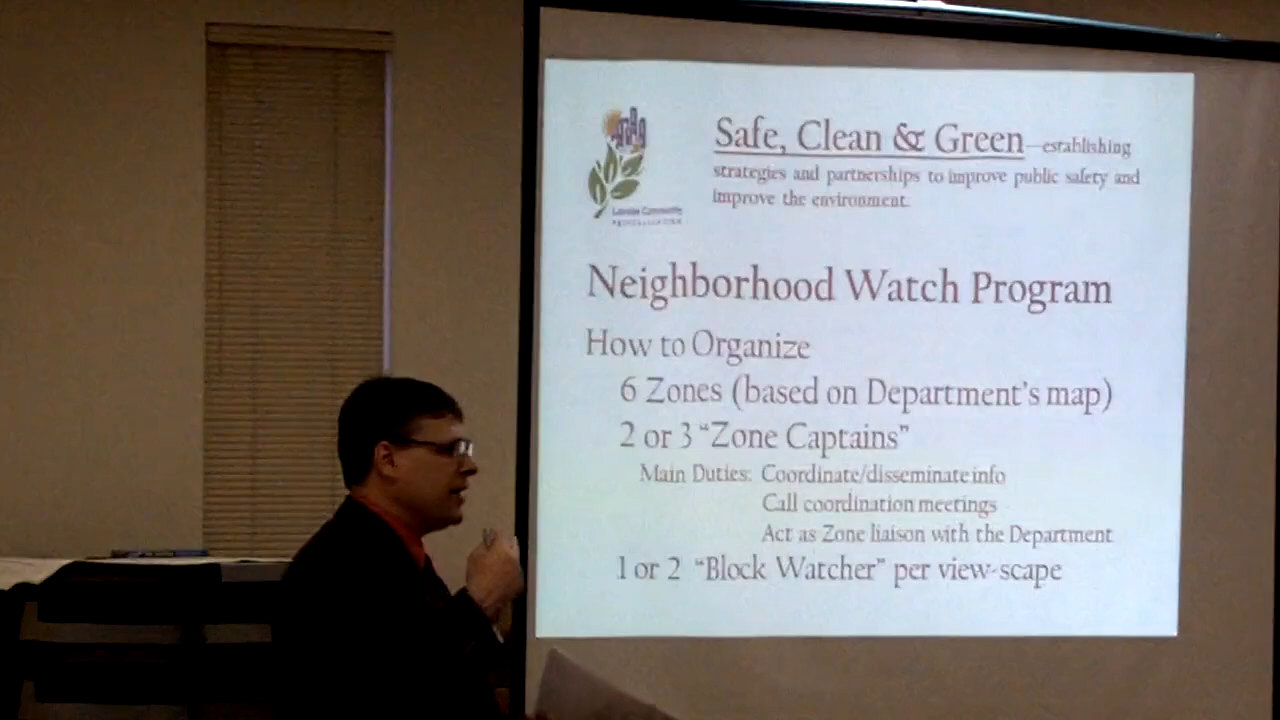 Safe, Clean & Green—establishing
strategies and partnerships to improve public safety and
improve the environment.
Neighborhood Watch Program
How to Organize
6 Zones (based on Department's map)
2 or 3 “Zone Captains”
Main Duties: Coordinate/disseminate info
Call coordination meetings
Act as Zone liaison with the Department
1 or 2 “Block Watcher” per view-scape